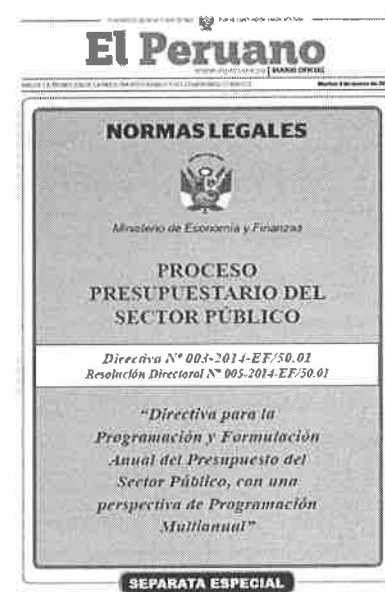 El Peruano
DIARIO OFICIAL
NORMAS LEGALES
Ministerio de Economía y Finanzas
PROCESO
PRESUPUESTARIO DEL
SECTOR PÚBLICO
Directiva N° 003-2014-EF/50.01
Resolución Directoral N° 005-2014-EF/50.01
“Directiva para la
Programación y Formulación
Anual del Presupuesto del
Sector Público, con una
perspectiva de Programación
Multianual”
SEPARATA ESPECIAL